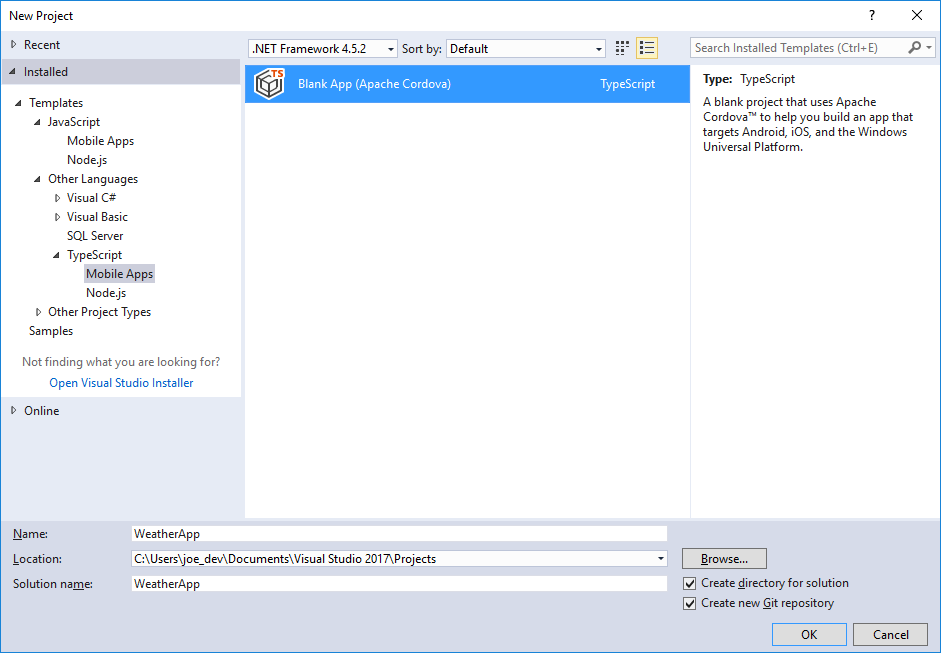 New Project
?
Recent
Installed
Templates
JavaScript
Mobile Apps
Node.js
Other Languages
Visual C#
Visual Basic
SQL Server
TypeScript
Mobile Apps
Node.js
Other Project Types
Samples
Not finding what you are looking for?
Open Visual Studio Installer
Online
.NET Framework 4.5.2 Sort by: Default
TS
Blank App (Apache Cordova) TypeScript
Search Installed Templates (Ctrl+E)
Type: TypeScript
A blank project that uses Apache
Cordova™ to help you build an app that
targets Android, iOS, and the Windows
Universal Platform.
Name: WeatherApp
Location: C:\Users\joe_dev\Documents\Visual Studio 2017\Projects
Browse...
Solution name: WeatherApp
Create directory for solution
Create new Git repository
OK Cancel